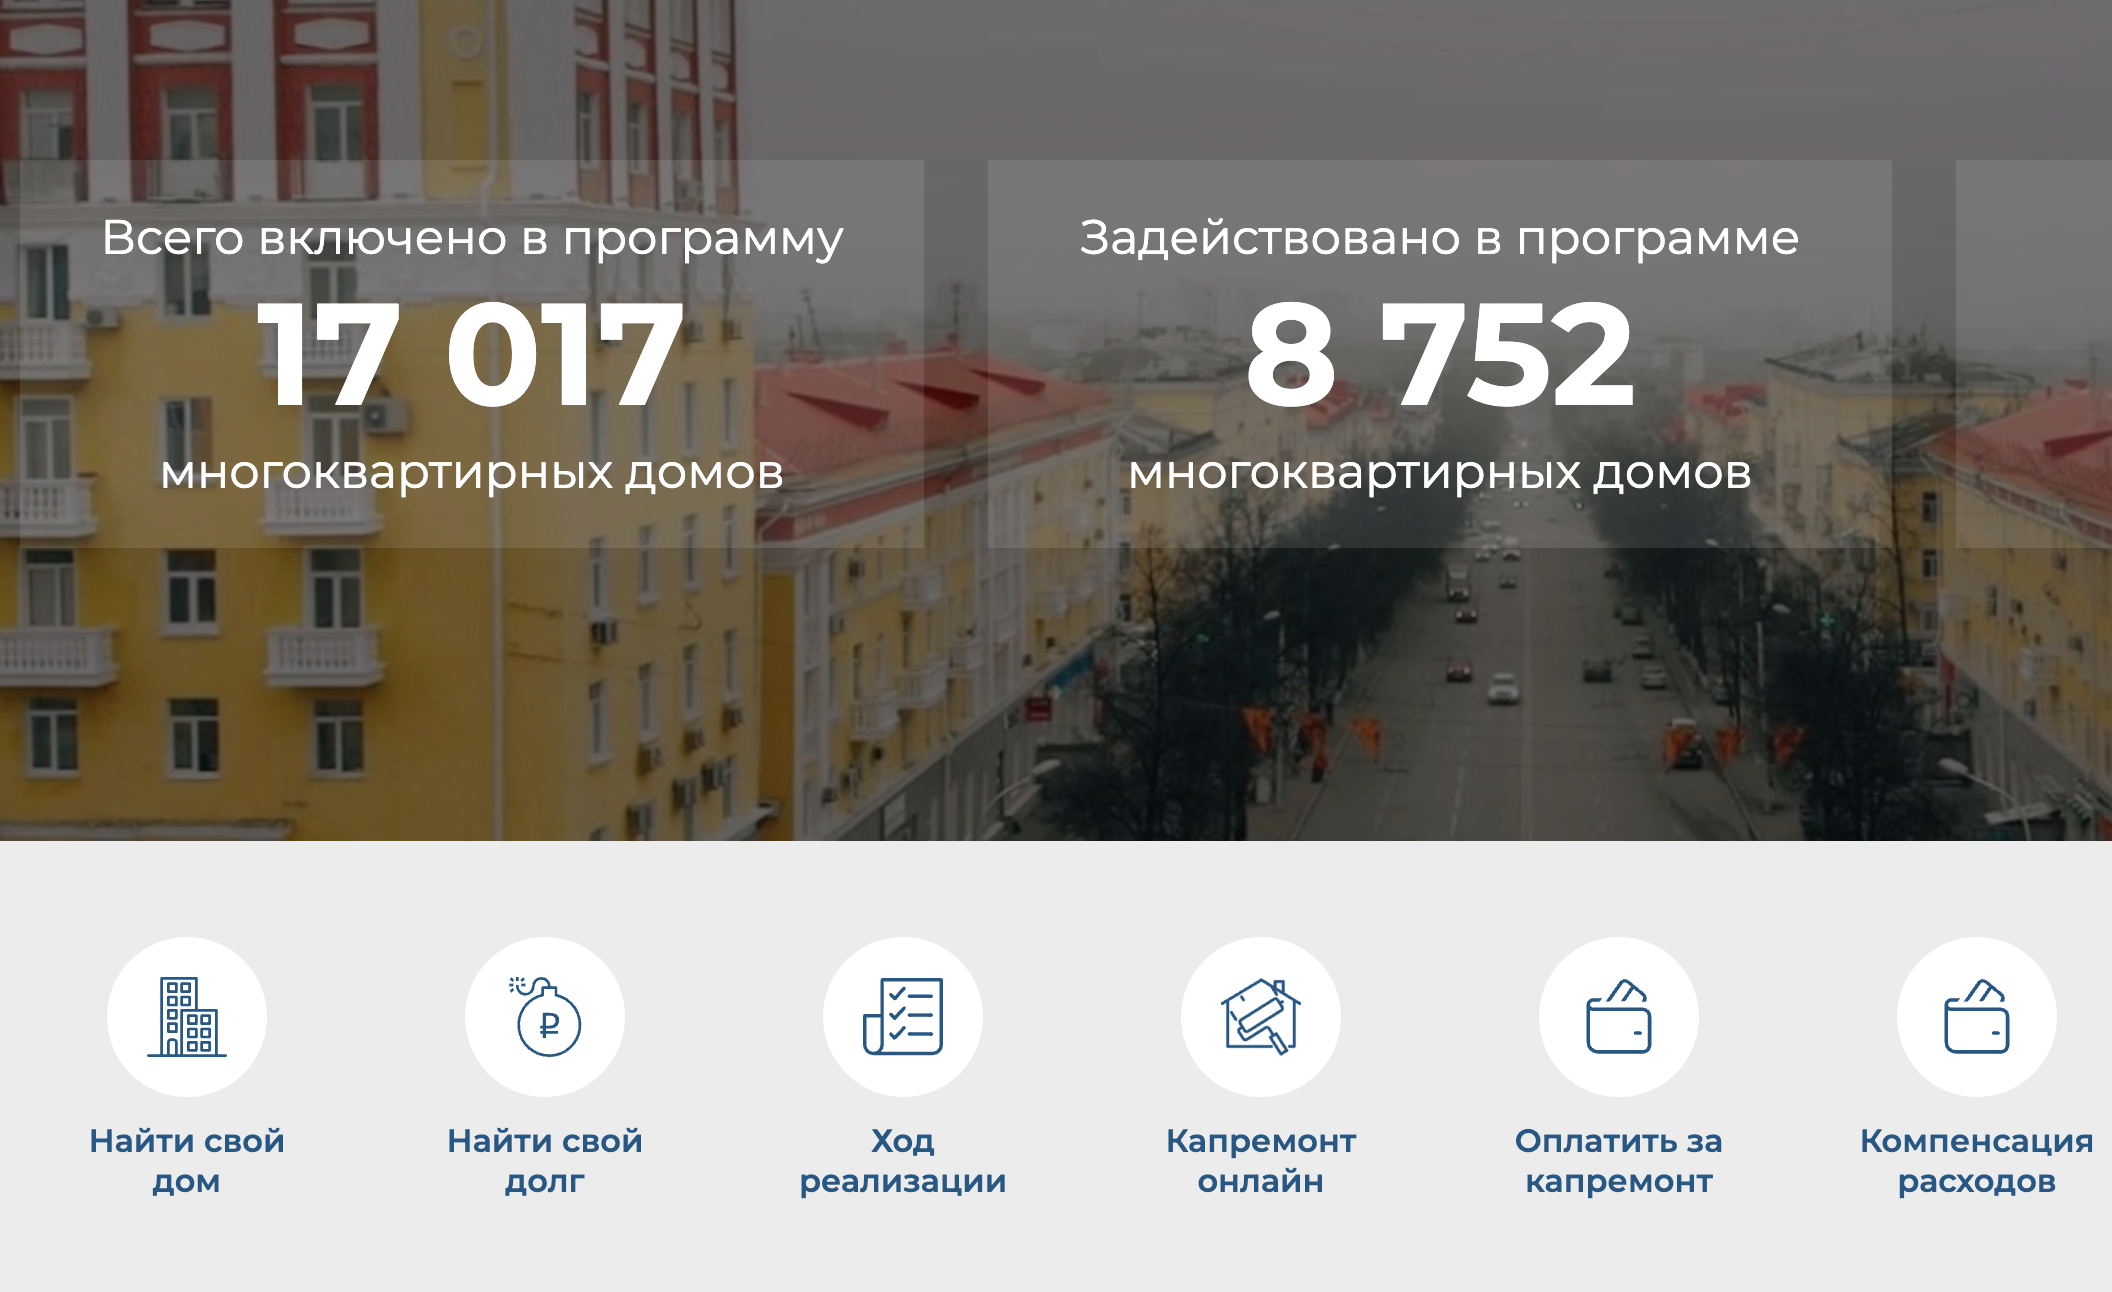 Всего включено в программу
17 017
многоквартирных домов
Задействовано в программе
8 752
многоквартирных домов
₽
Найти свой
дом
Найти свой
долг
Ход
реализации
Капремонт
онлайн
Оплатить за
капремонт
Компенсация
расходов